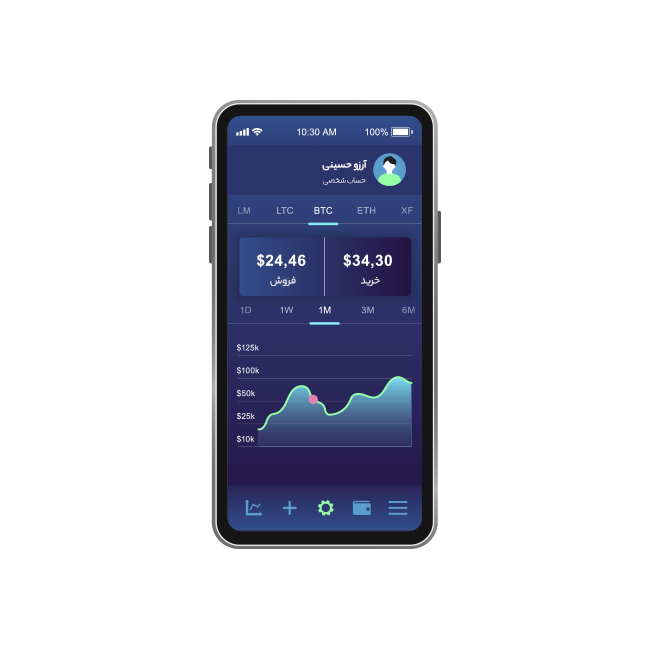 10:30 AM 100%
آرزو حسینی
حساب شخصی
LM LTC BTC ETH XF
$24,46 $34,30
فروش خرید
1D 1W 1M 3M 6M
$125k
$100k
$50k
$25k
$10k